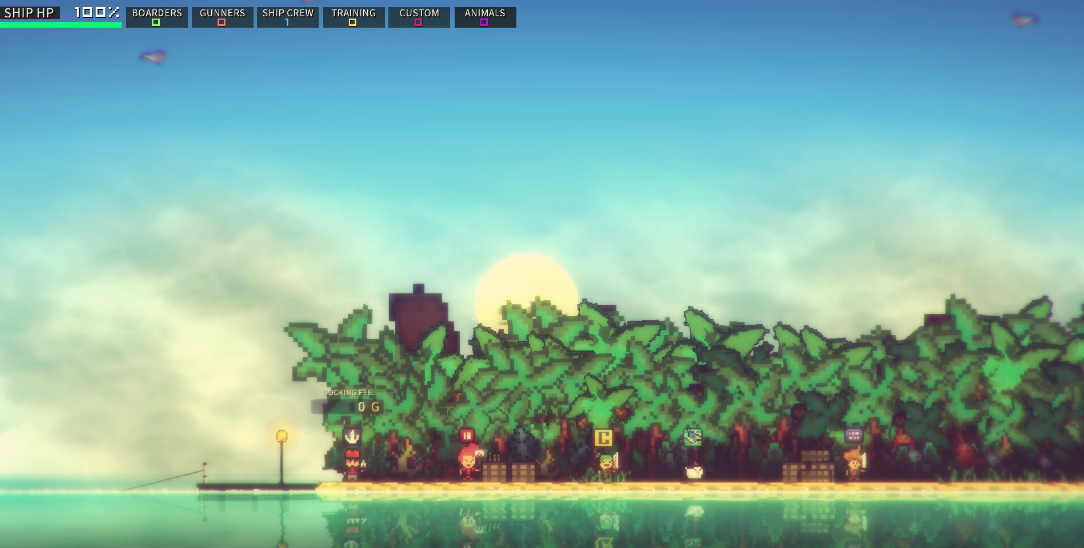 SHIP HP 100% BOARDERS GUNNERS SHIP CREW TRAINING CUSTOM ANIMALS
1
DOCKING FEE
0 G
C